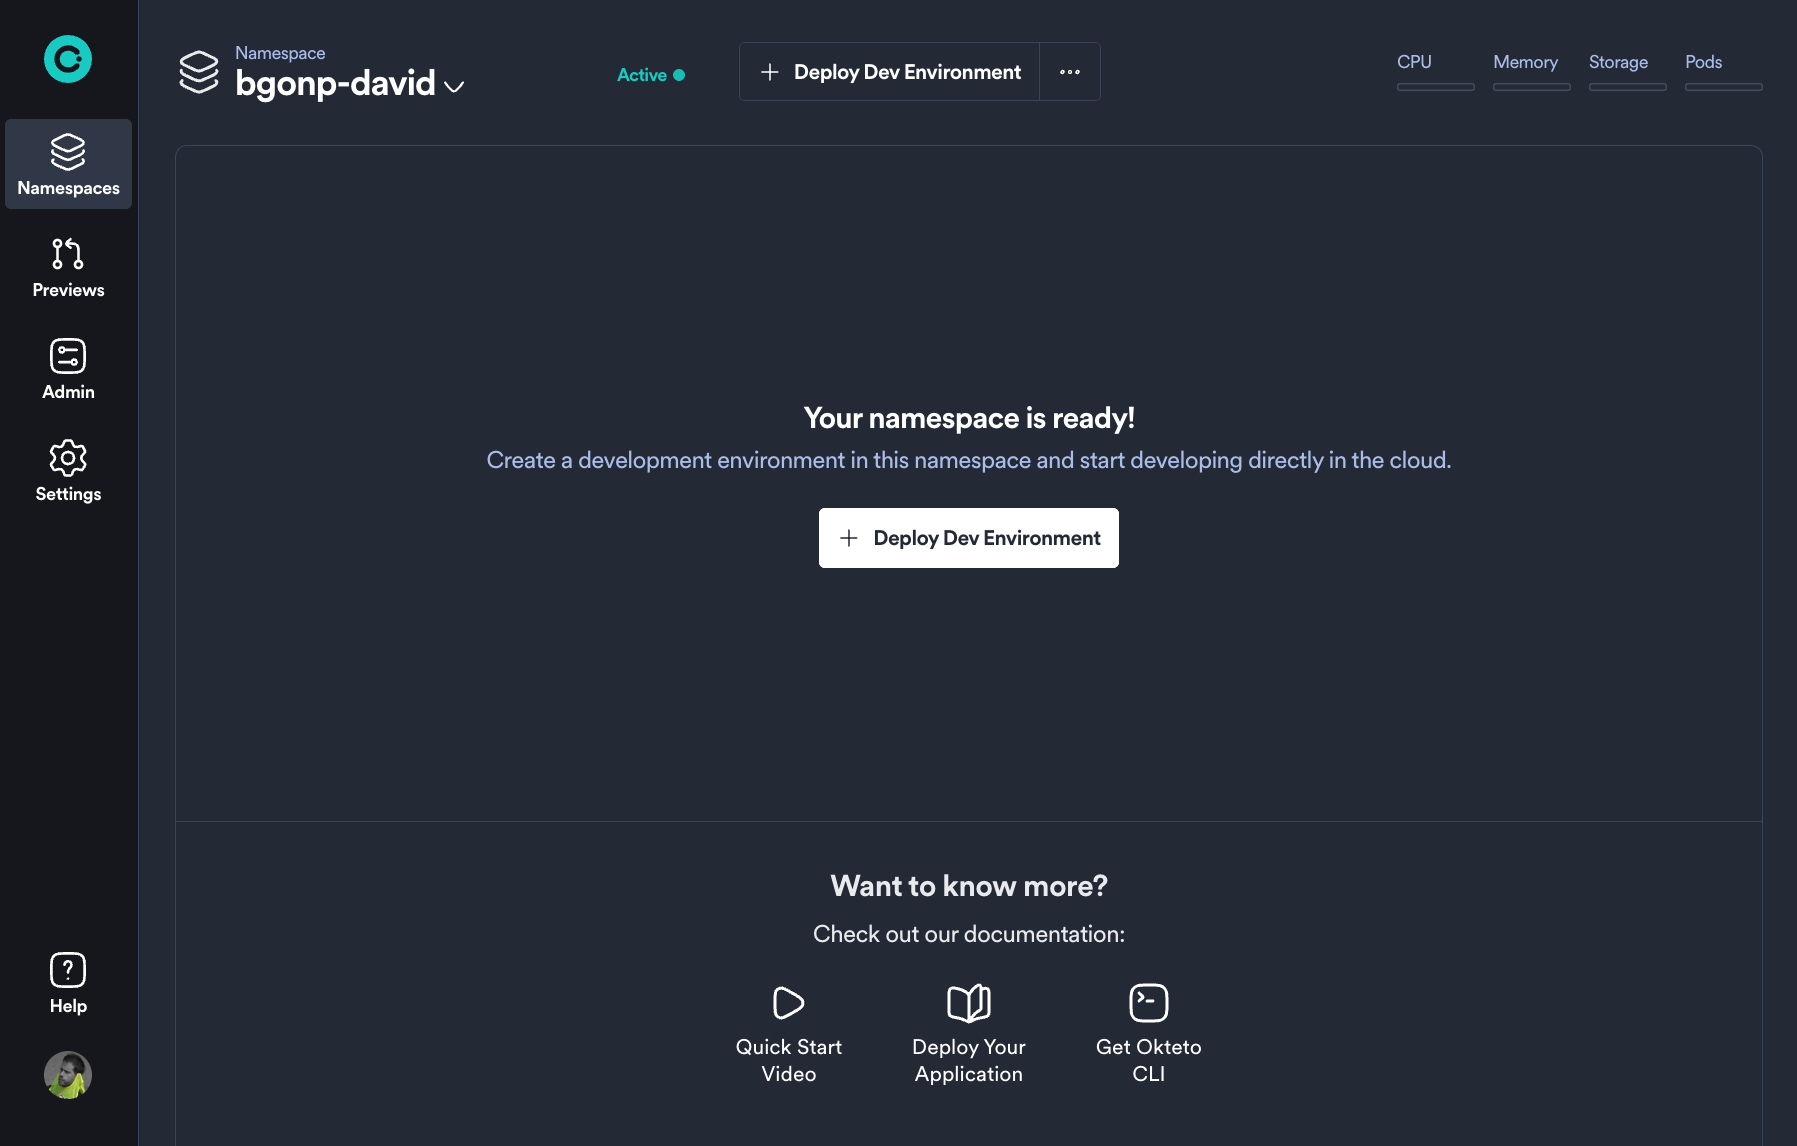 Namespace
bgonp-david
Active
Deploy Dev Environment
CPU
Memory
Storage
Pods
Namespaces
Previews
Admin
Settings
Your namespace is ready!
Create a development environment in this namespace and start developing directly in the cloud.
Deploy Dev Environment
Want to know more?
Check out our documentation:
Quick Start
Video
Deploy Your
Application
Get Okteto
CLI
Help